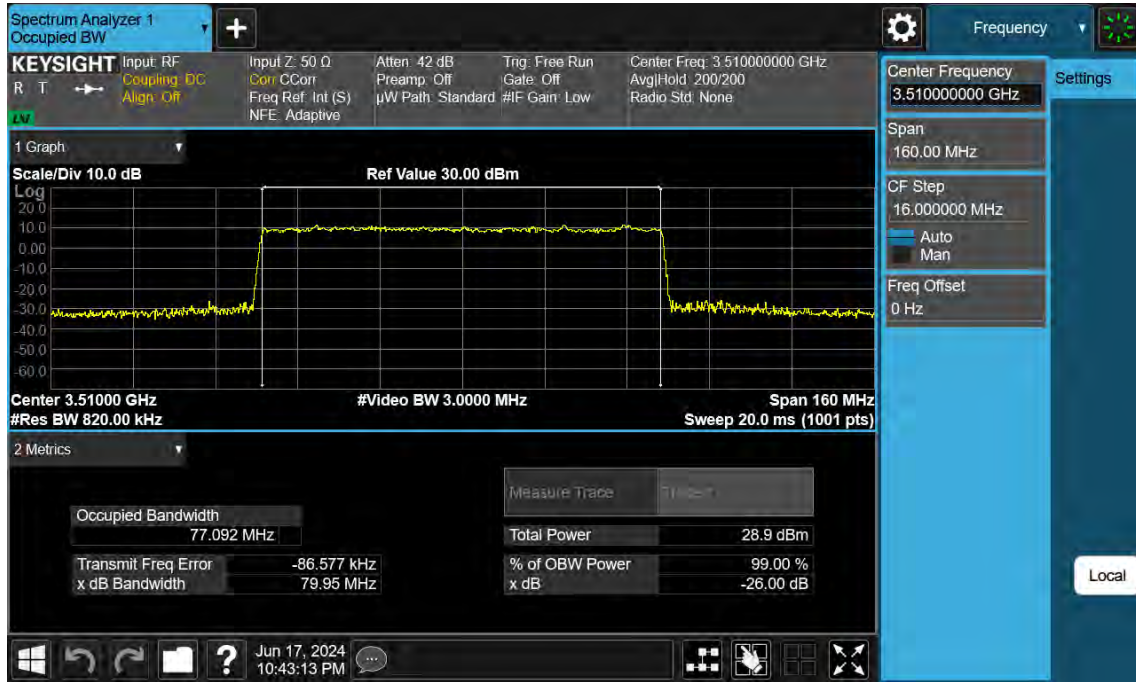 Spectrum Analyzer 1
Occupied BW
Frequency
KEYSIGHT
R T
LXI
Input: RF
Coupling: DC
Align: Off
Input Z: 50 Ω
Corr CCorr
Freq Ref: Int (S)
NFE: Adaptive
Atten: 42 dB
Preamp: Off
µW Path: Standard
Trig: Free Run
Gate: Off
#IF Gain: Low
Center Freq: 3.510000000 GHz
Avg|Hold: 200/200
Radio Std: None
Center Frequency
3.510000000 GHz
Settings
Span
160.00 MHz
CF Step
16.000000 MHz
Auto
Man
Freq Offset
0 Hz
Local
1 Graph
Scale/Div 10.0 dB
Ref Value 30.00 dBm
Log
20.0
10.0
0.00
-10.0
-20.0
-30.0
-40.0
-50.0
-60.0
Center 3.51000 GHz
#Video BW 3.0000 MHz
Span 160 MHz
#Res BW 820.00 kHz
Sweep 20.0 ms (1001 pts)
2 Metrics
Measure Trace
Occupied Bandwidth
77.092 MHz
Total Power 28.9 dBm
Transmit Freq Error -86.577 kHz
% of OBW Power 99.00 %
x dB Bandwidth 79.95 MHz
x dB -26.00 dB
Jun 17, 2024
10:43:13 PM